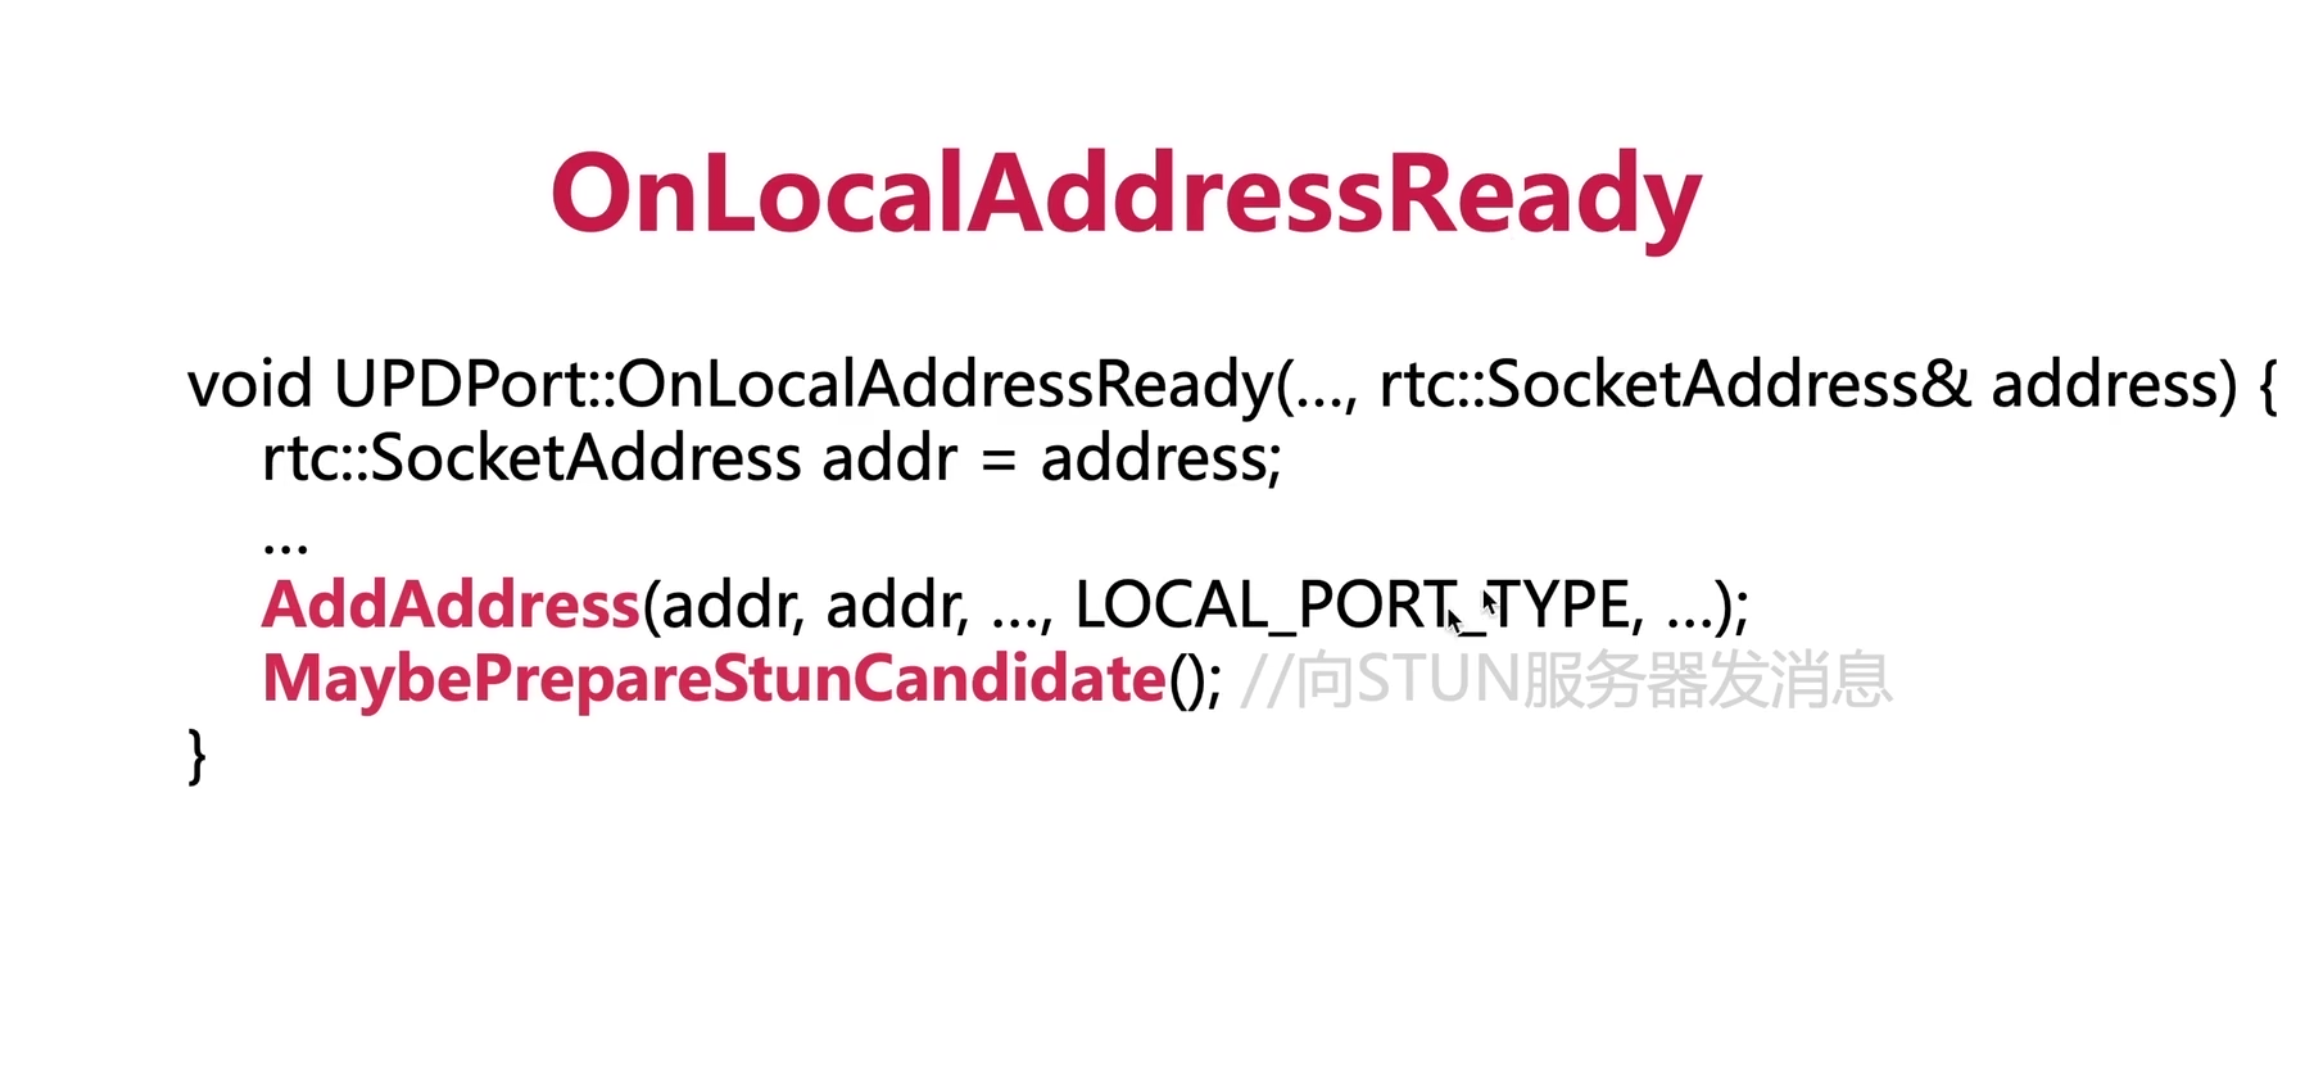 OnLocalAddressReady
void UPDPort::OnLocalAddressReady(..., rtc::SocketAddress& address) {
rtc::SocketAddress addr = address;
...
AddAddress(addr, addr, ..., LOCAL_PORT_TYPE, ...);
MaybePrepareStunCandidate(); //向STUN服务器发消息
}